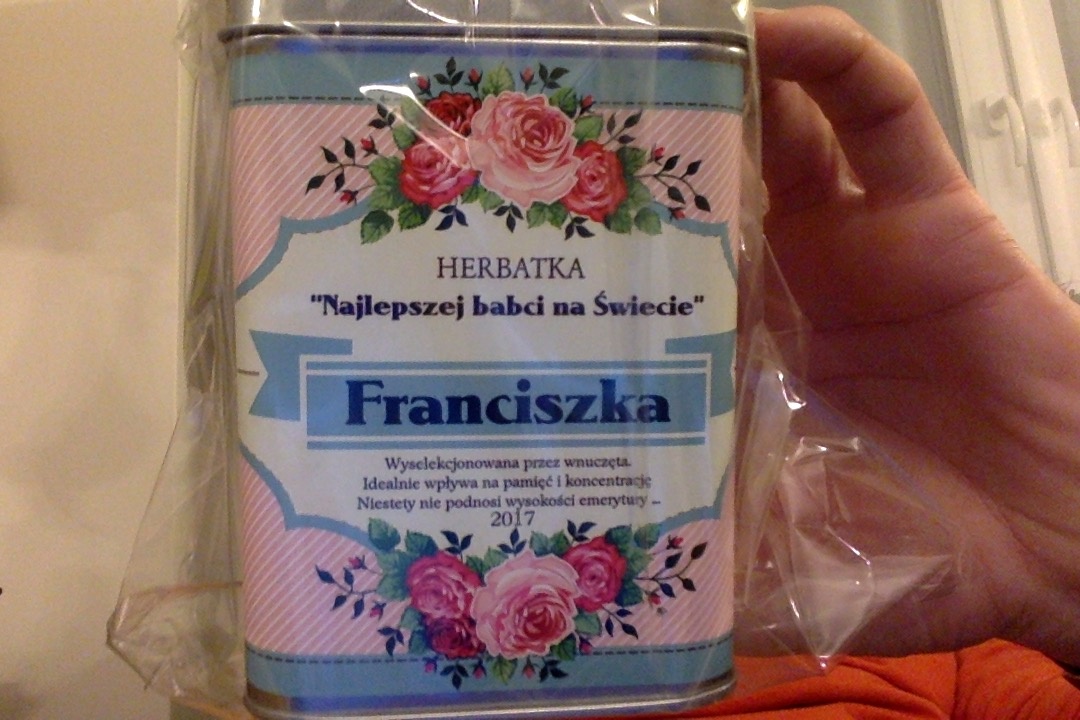 HERBATKA
"Najlepszej babci na Świecie"
Franciszka
Wyselekcjonowana przez wnuczęta.
Idealnie wpływa na pamięć i koncentrację
Niestety nie podnosi wysokości emerytury ...
2017